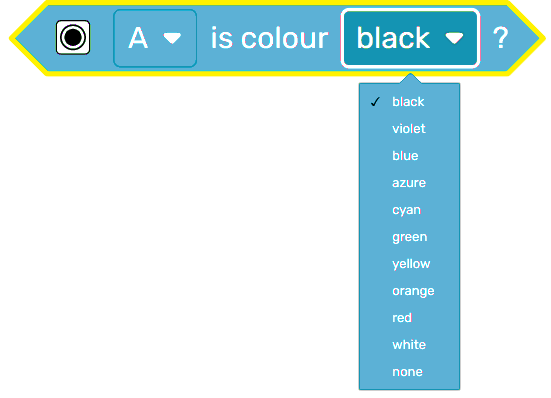 A is colour black ?
black
violet
blue
azure
cyan
green
yellow
orange
red
white
none